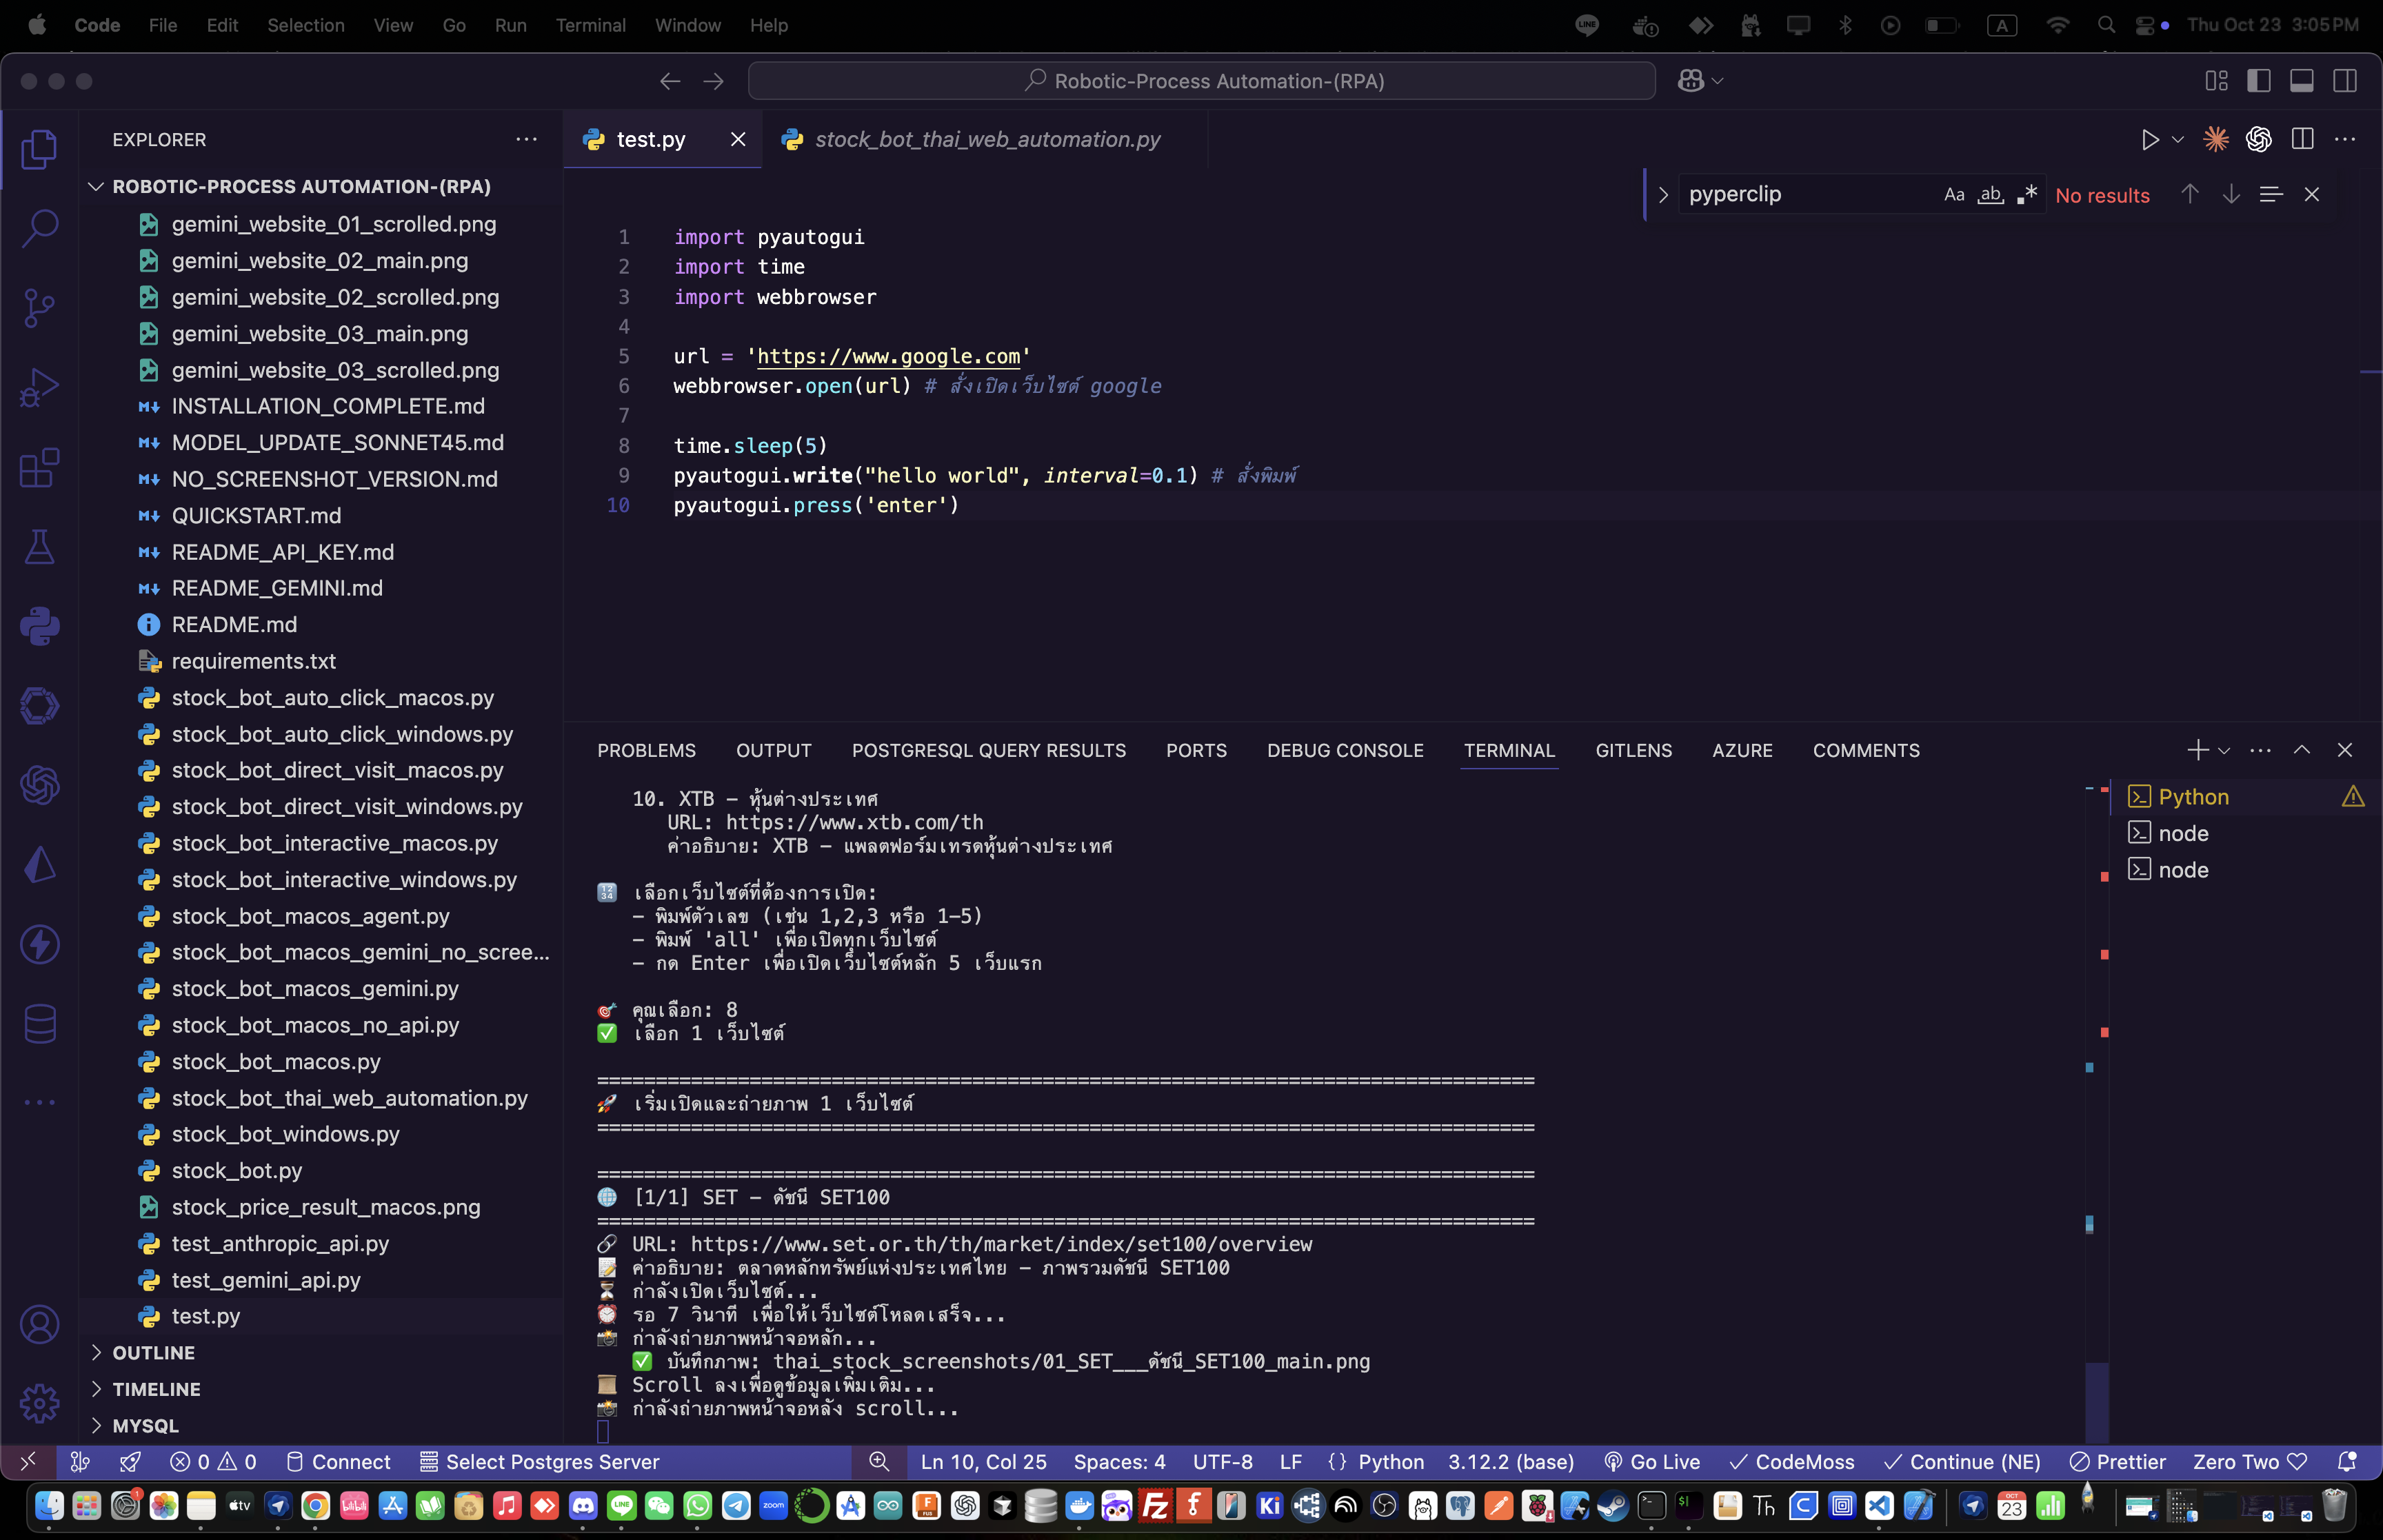 Code File Edit Selection View Go Run Terminal Window Help
A Thu Oct 23 3:05 PM
Robotic-Process Automation-(RPA)
EXPLORER
ROBOTIC-PROCESS AUTOMATION-(RPA)
gemini_website_01_scrolled.png
gemini_website_02_main.png
gemini_website_02_scrolled.png
gemini_website_03_main.png
gemini_website_03_scrolled.png
INSTALLATION_COMPLETE.md
MODEL_UPDATE_SONNET45.md
NO_SCREENSHOT_VERSION.md
QUICKSTART.md
README_API_KEY.md
README_GEMINI.md
README.md
requirements.txt
stock_bot_auto_click_macos.py
stock_bot_auto_click_windows.py
stock_bot_direct_visit_macos.py
stock_bot_direct_visit_windows.py
stock_bot_interactive_macos.py
stock_bot_interactive_windows.py
stock_bot_macos_agent.py
stock_bot_macos_gemini_no_scree...
stock_bot_macos_gemini.py
stock_bot_macos_no_api.py
stock_bot_macos.py
stock_bot_thai_web_automation.py
stock_bot_windows.py
stock_bot.py
stock_price_result_macos.png
test_anthropic_api.py
test_gemini_api.py
test.py
OUTLINE
TIMELINE
MYSQL
test.py stock_bot_thai_web_automation.py
pyperclip Aa ab No results
1 import pyautogui
2 import time
3 import webbrowser
4
5 url = 'https://www.google.com'
6 webbrowser.open(url) # สั่งเปิดเว็บไซต์ google
7
8 time.sleep(5)
9 pyautogui.write("hello world", interval=0.1) # สั่งพิมพ์
10 pyautogui.press('enter')
PROBLEMS OUTPUT POSTGRESQL QUERY RESULTS PORTS DEBUG CONSOLE TERMINAL GITLENS AZURE COMMENTS
10. XTB - หุ้นต่างประเทศ
URL: https://www.xtb.com/th
คำอธิบาย: XTB - แพลตฟอร์มเทรดหุ้นต่างประเทศ
🔢 เลือกเว็บไซต์ที่ต้องการเปิด:
- พิมพ์ตัวเลข (เช่น 1,2,3 หรือ 1-5)
- พิมพ์ 'all' เพื่อเปิดทุกเว็บไซต์
- กด Enter เพื่อเปิดเว็บไซต์หลัก 5 เว็บแรก
🎯 คุณเลือก: 8
✅ เลือก 1 เว็บไซต์
================================================================================
🚀 เริ่มเปิดและถ่ายภาพ 1 เว็บไซต์
================================================================================
================================================================================
🌐 [1/1] SET - ดัชนี SET100
================================================================================
🔗 URL: https://www.set.or.th/th/market/index/set100/overview
📝 คำอธิบาย: ตลาดหลักทรัพย์แห่งประเทศไทย - ภาพรวมดัชนี SET100
⏳ กำลังเปิดเว็บไซต์...
⏰ รอ 7 วินาที เพื่อให้เว็บไซต์โหลดเสร็จ...
📸 กำลังถ่ายภาพหน้าจอหลัก...
✅ บันทึกภาพ: thai_stock_screenshots/01_SET___ดัชนี_SET100_main.png
📜 Scroll ลงเพื่อดูข้อมูลเพิ่มเติม...
📸 กำลังถ่ายภาพหน้าจอหลัง scroll...
Python
node
node
0 0 Connect Select Postgres Server Ln 10, Col 25 Spaces: 4 UTF-8 LF {} Python 3.12.2 (base) Go Live CodeMoss Continue (NE) Prettier Zero Two